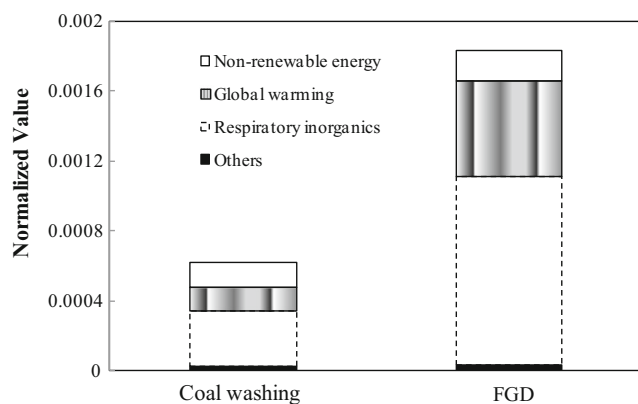 0.002
0.0016
0.0012
0.0008
0.0004
0
Normalized Value
Non-renewable energy
Global warming
Respiratory inorganics
Others
Coal washing
FGD